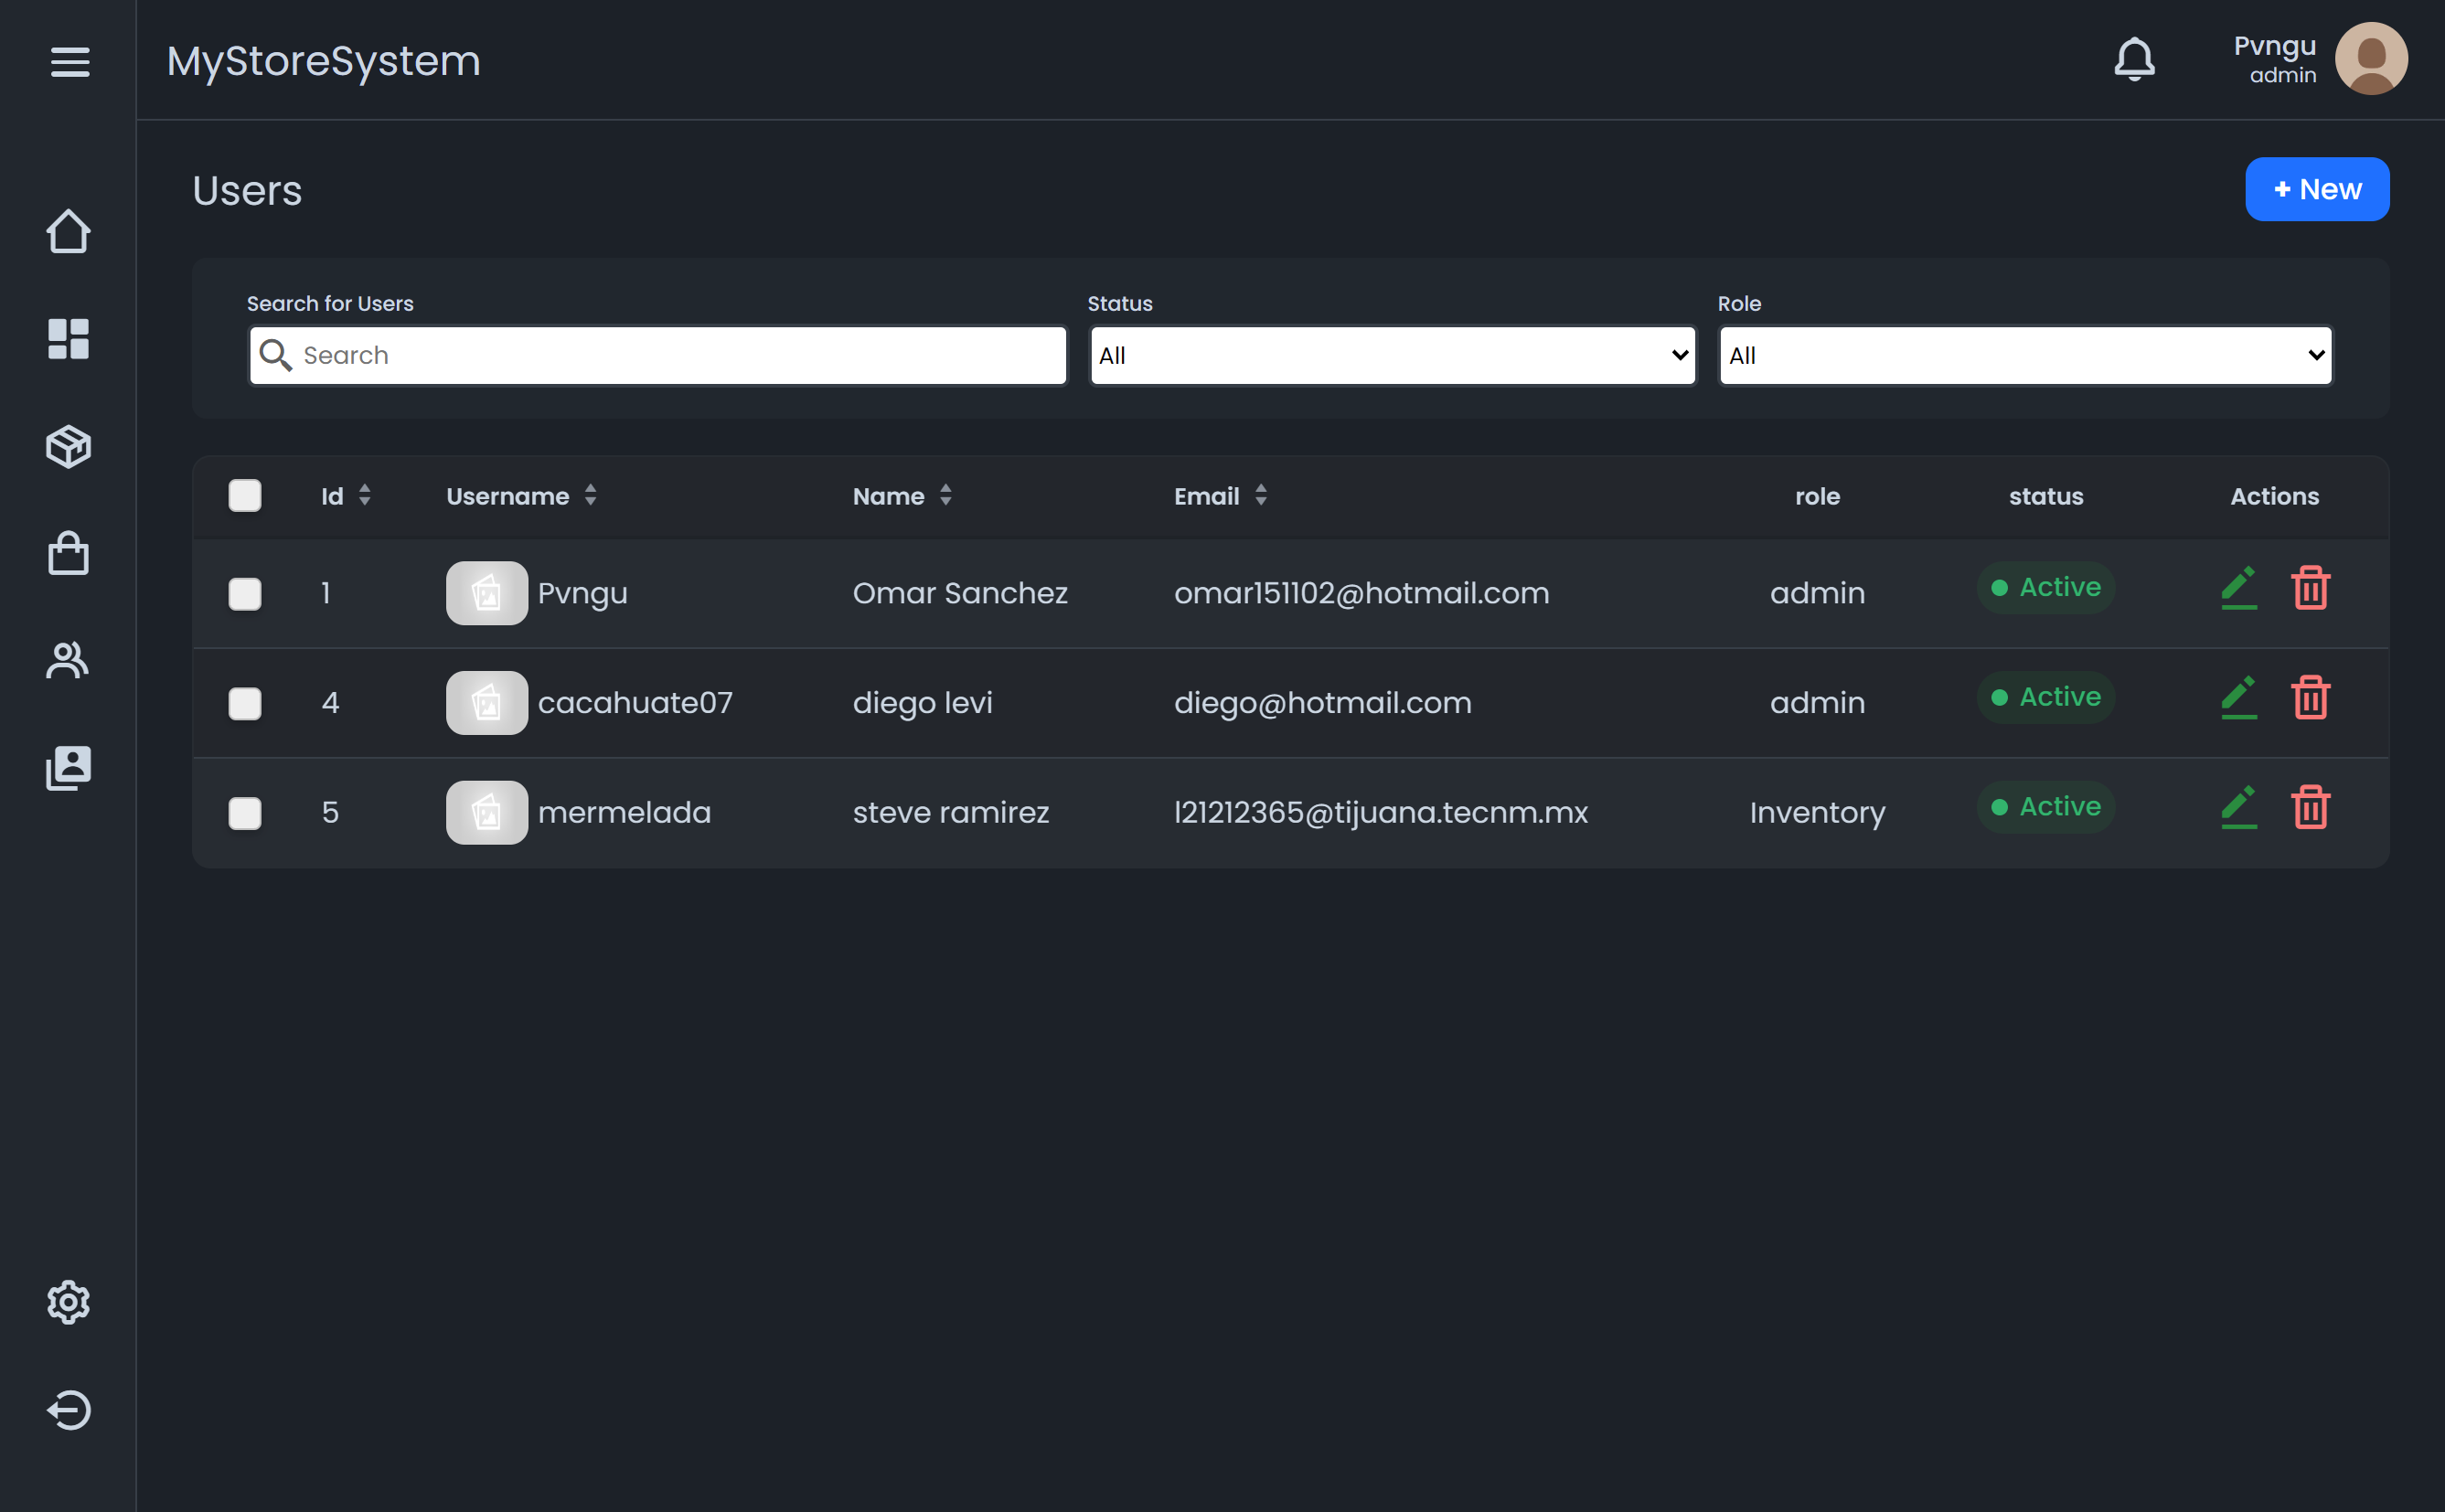 MyStoreSystem
Pvngu
admin
Users
+ New
Search for Users Status Role
Search All All
Id Username Name Email role status Actions
1 Pvngu Omar Sanchez omar151102@hotmail.com admin Active
4 cacahuate07 diego levi diego@hotmail.com admin Active
5 mermelada steve ramirez l21212365@tijuana.tecnm.mx Inventory Active